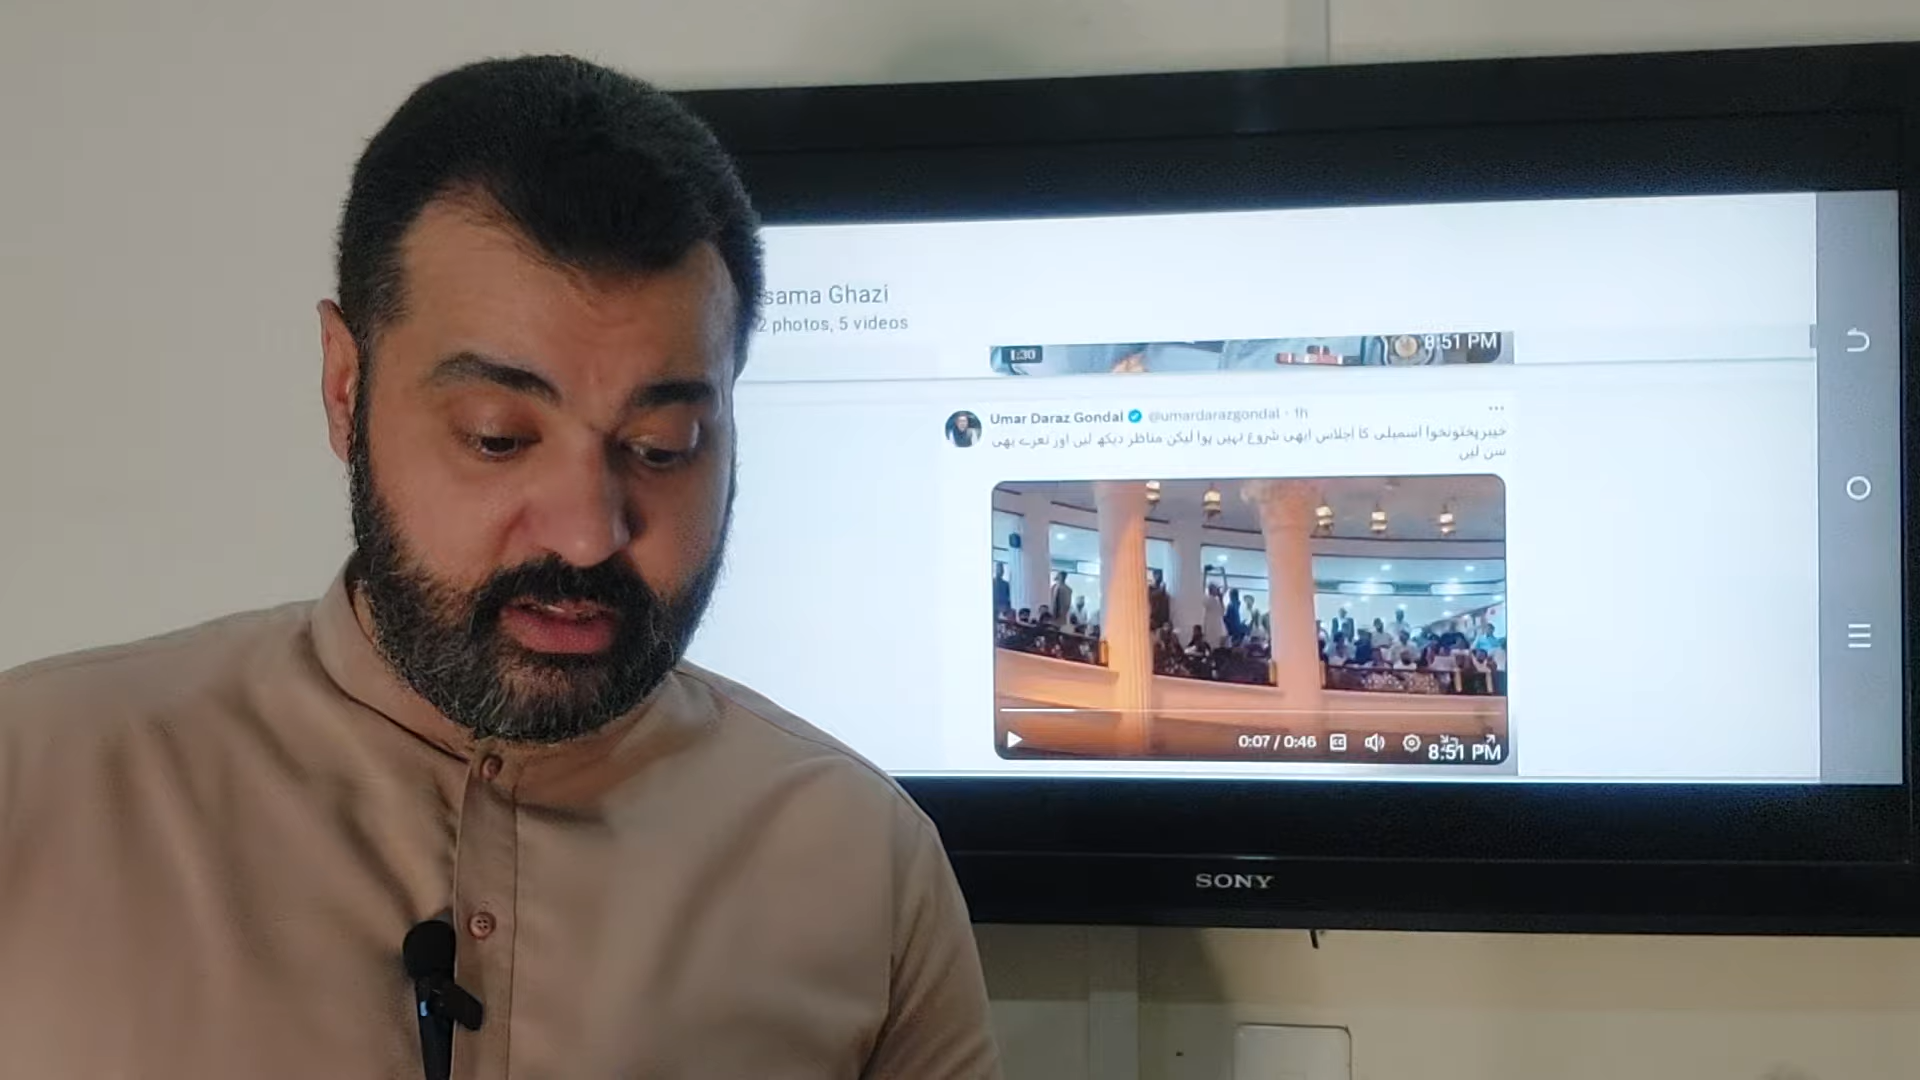 sama Ghazi
2 photos, 5 videos
1:30
8:51 PM
Umar Daraz Gondal @umardarazgondal · 1h
خیبرپختونخوا اسمبلی کا اجلاس ابھی شروع نہیں ہوا لیکن مناظر دیکھ لیں اور نعرے بھی
سن لیں
0:07 / 0:46
CC
8:51 PM
SONY